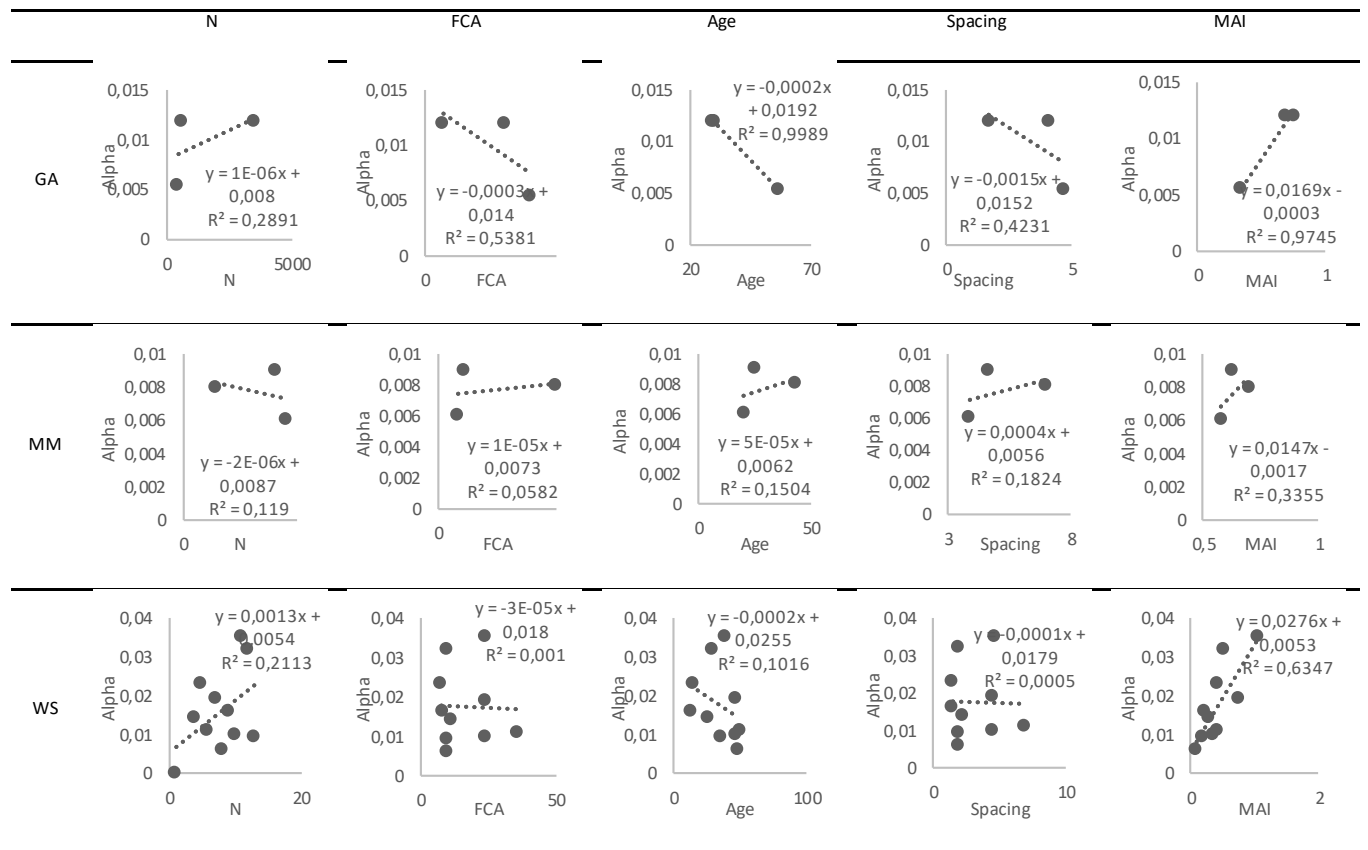 N FCA Age Spacing MAI
GA
0,015
0,01
0,005
0
Alpha
y = 1E-06x +
0,008
R² = 0,2891
0 5000
N
0,015
0,01
0,005
0
Alpha
y = -0,0003x +
0,014
R² = 0,5381
0
FCA
0,015
0,01
0,005
0
Alpha
y = -0,0002x
+ 0,0192
R² = 0,9989
20 70
Age
0,015
0,01
0,005
0
Alpha
y = -0,0015x +
0,0152
R² = 0,4231
0 5
Spacing
0,015
0,01
0,005
0
Alpha
y = 0,0169x -
0,0003
R² = 0,9745
0 1
MAI
MM
0,01
0,008
0,006
0,004
0,002
0
Alpha
y = -2E-06x +
0,0087
R² = 0,119
0
N
0,01
0,008
0,006
0,004
0,002
0
Alpha
y = 1E-05x +
0,0073
R² = 0,0582
0
FCA
0,01
0,008
0,006
0,004
0,002
0
Alpha
y = 5E-05x +
0,0062
R² = 0,1504
0 50
Age
0,01
0,008
0,006
0,004
0,002
0
Alpha
y = 0,0004x +
0,0056
R² = 0,1824
3 8
Spacing
0,01
0,008
0,006
0,004
0,002
0
Alpha
y = 0,0147x -
0,0017
R² = 0,3355
0,5 1
MAI
WS
0,04
0,03
0,02
0,01
0
Alpha
y = 0,0013x +
0,0054
R² = 0,2113
0 20
N
0,04
0,03
0,02
0,01
0
Alpha
y = -3E-05x +
0,018
R² = 0,001
0 50
FCA
0,04
0,03
0,02
0,01
0
Alpha
y = -0,0002x +
0,0255
R² = 0,1016
0 100
Age
0,04
0,03
0,02
0,01
0
Alpha
y = -0,0001x +
0,0179
R² = 0,0005
0 10
Spacing
0,04
0,03
0,02
0,01
0
Alpha
y = 0,0276x +
0,0053
R² = 0,6347
0 2
MAI